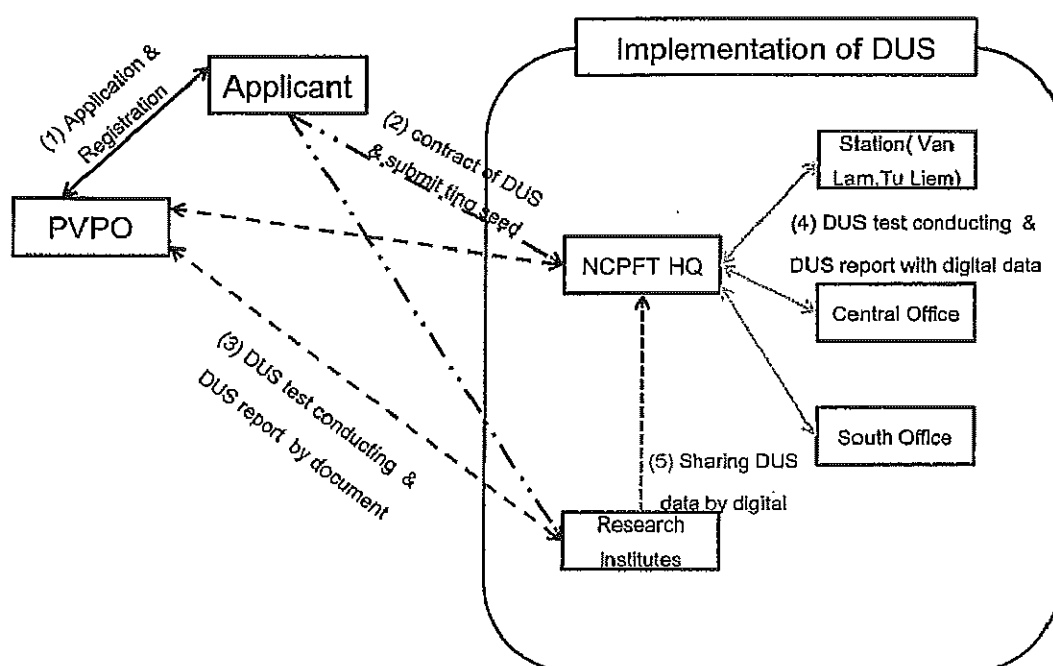 Implementation of DUS
Applicant
(1) Application &
Registration
PVPO
(2) contract of DUS
& submit ting seed
NCPFT HQ
Station( Van
Lam,Tu Liem)
(4) DUS test conducting &
DUS report with digital data
Central Office
South Office
(3) DUS test conducting &
DUS report by document
(5) Sharing DUS
data by digital
Research
Institutes